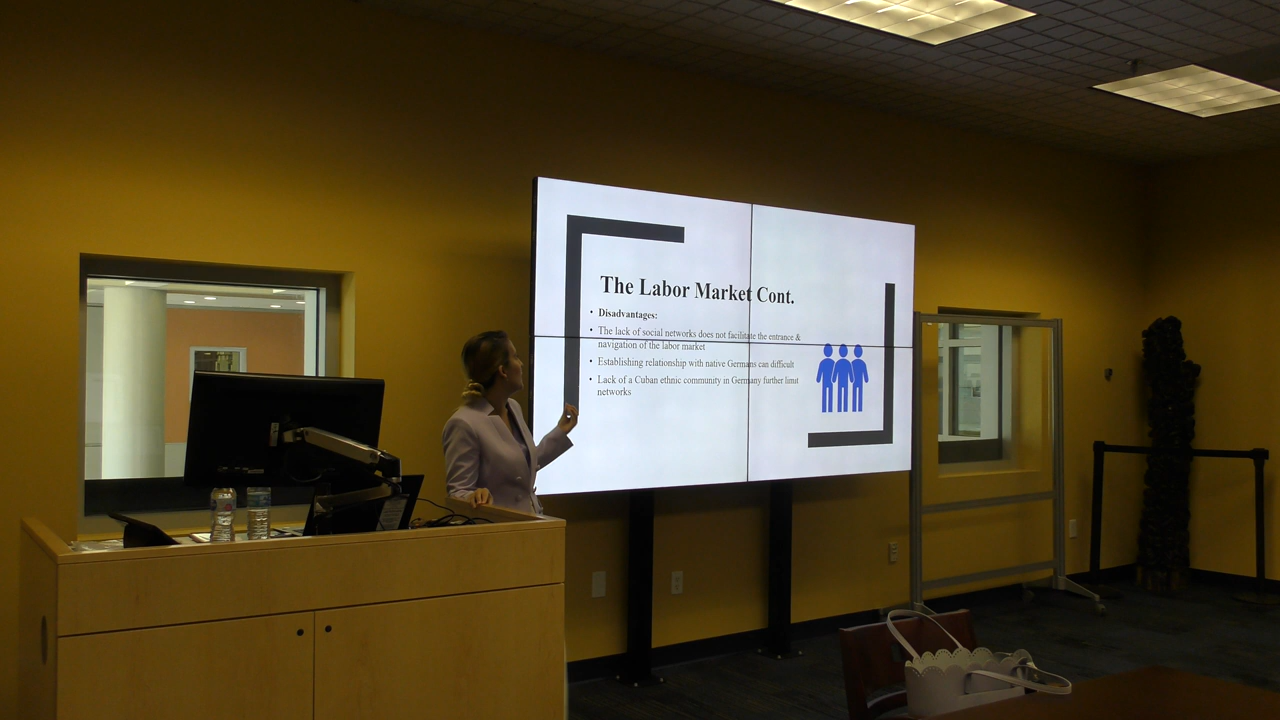 The Labor Market Cont.
• Disadvantages:
• The lack of social networks does not facilitate the entrance &
navigation of the labor market
• Establishing relationship with native Germans can difficult
• Lack of a Cuban ethnic community in Germany further limit
networks